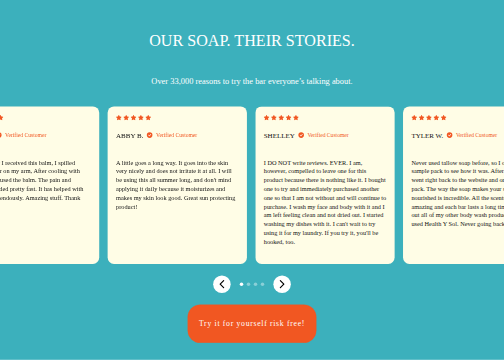 OUR SOAP. THEIR STORIES.
Over 33,000 reasons to try the bar everyone's talking about.
Verified Customer
I received this balm, I spilled
on my arm, After cooling with
used the balm. The pain and
ded pretty fast. It has helped with
endously. Amazing stuff. Thank
ABBY B. Verified Customer
A little goes a long way. It goes into the skin
very nicely and does not irritate it at all. I will
be using this all summer long, and don't mind
applying it daily because it moisturizes and
makes my skin look good. Great sun protecting
product!
SHELLEY Verified Customer
I DO NOT write reviews. EVER. I am,
however, compelled to leave one for this
product because there is nothing like it. I bought
one to try and immediately purchased another
one so that I am not without and will continue to
purchase. I wash my face and body with it and I
am left feeling clean and not dried out. I started
washing my dishes with it. I can't wait to try
using it for my laundry. If you try it, you'll be
hooked, too.
TYLER W. Verified Customer
Never used tallow soap before, so I
sample pack to see how it was. After
went right back to the website and
pack. The way the soap makes your
nourished is incredible. All the scent
amazing and each bar lasts a long
out all of my other body wash
used Health Y Sol. Never going
Try it for yourself risk free!